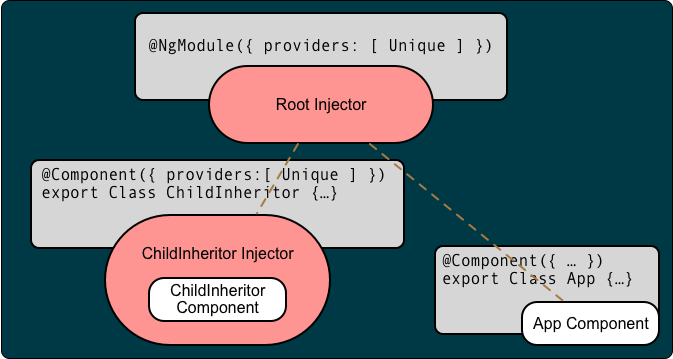 @NgModule({ providers: [ Unique ] })
Root Injector
@Component({ providers:[ Unique ] })
export Class ChildInheritor {…}
ChildInheritor Injector
ChildInheritor
Component
@Component({ … })
export Class App {…}
App Component